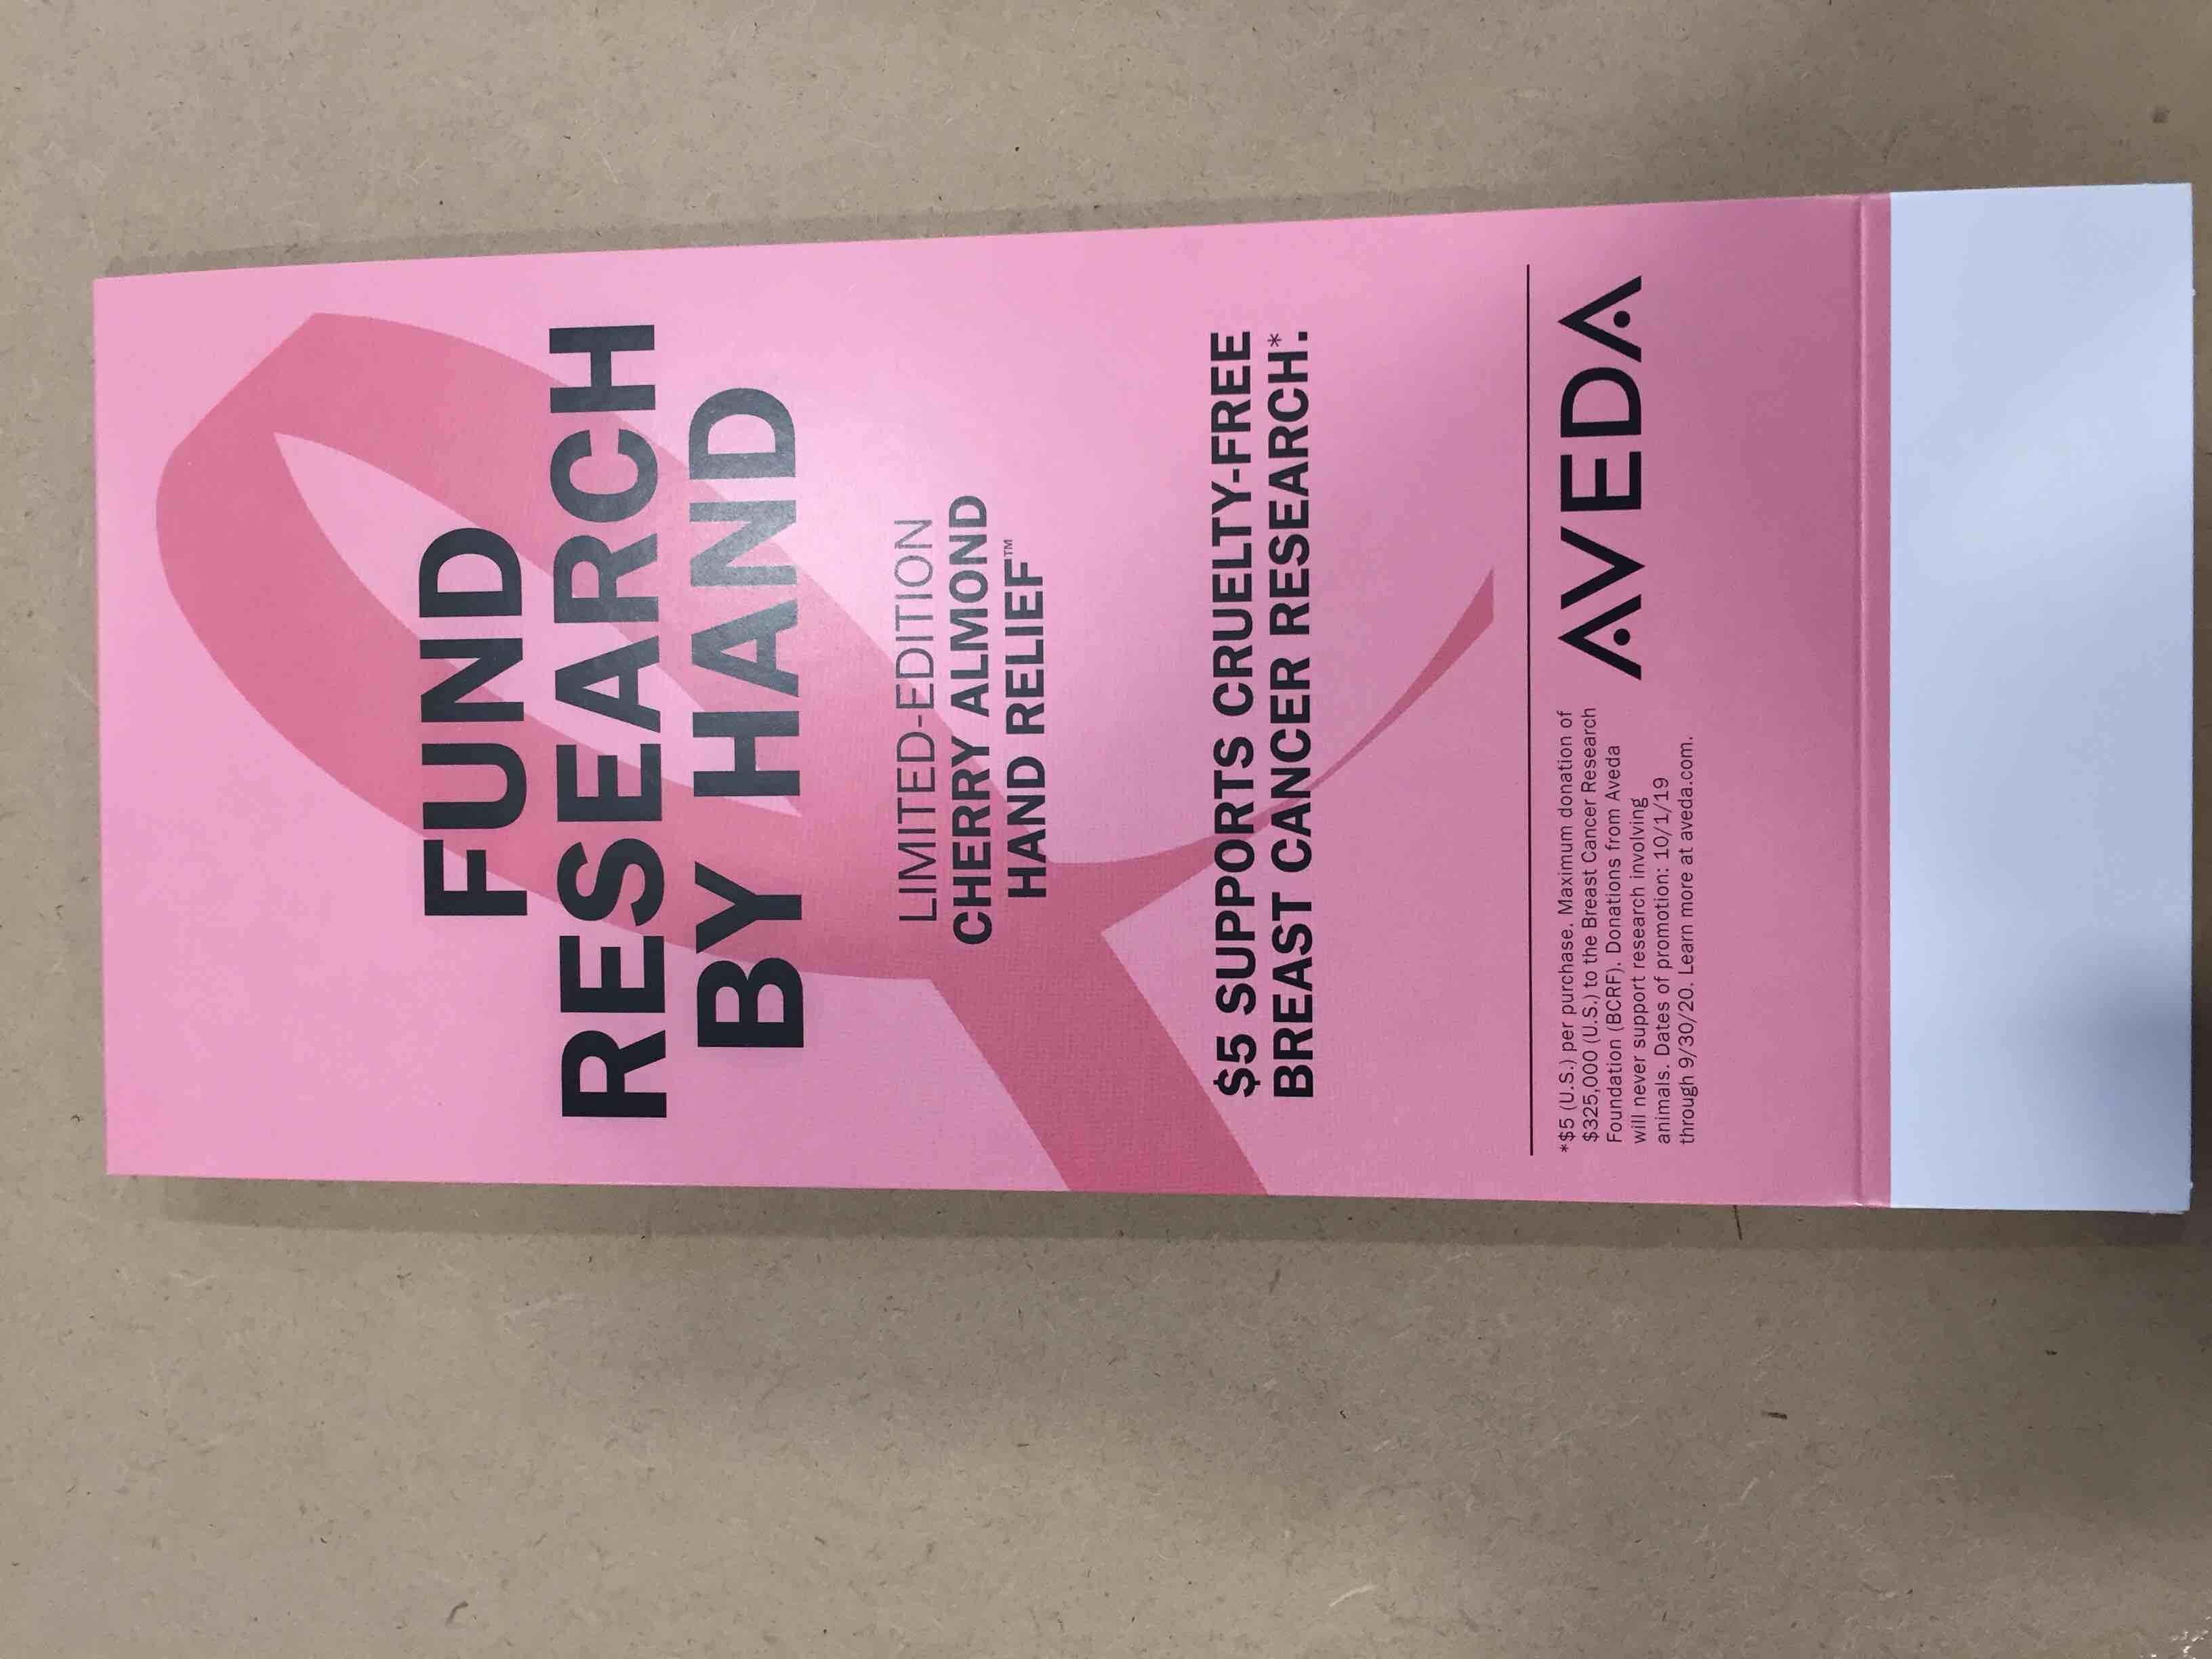 FUND
RESEARCH
BY HAND
LIMITED-EDITION
CHERRY ALMOND
HAND RELIEF™
$5 SUPPORTS CRUELTY-FREE
BREAST CANCER RESEARCH.*
*$5 (U.S.) per purchase. Maximum donation of
$325,000 (U.S.) to the Breast Cancer Research
Foundation (BCRF). Donations from Aveda
will never support research involving
animals. Dates of promotion: 10/1/19
through 9/30/20. Learn more at aveda.com.
AVEDA